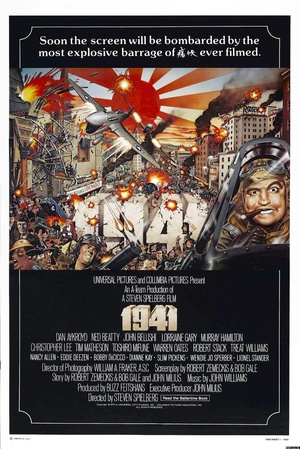 Soon the screen will be bombarded by the
most explosive barrage of ever filmed.
1941
UNIVERSAL PICTURES and COLUMBIA PICTURES Present
An A-Team Production of
A STEVEN SPIELBERG FILM
1941
DAN AYKROYD NED BEATTY JOHN BELUSHI LORRAINE GARY MURRAY HAMILTON
CHRISTOPHER LEE TIM MATHESON TOSHIRO MIFUNE WARREN OATES ROBERT STACK TREAT WILLIAMS
NANCY ALLEN · EDDIE DEEZEN · BOBBY DiCICCO · DIANNE KAY · SLIM PICKENS · WENDIE JO SPERBER · LIONEL STANDER
Director of Photography WILLIAM A. FRAKER, A.S.C. Screenplay by ROBERT ZEMECKIS & BOB GALE
Story by ROBERT ZEMECKIS & BOB GALE and JOHN MILIUS Music by JOHN WILLIAMS
Produced by BUZZ FEITSHANS Executive Producer JOHN MILIUS
Directed by STEVEN SPIELBERG Read the Ballantine Book